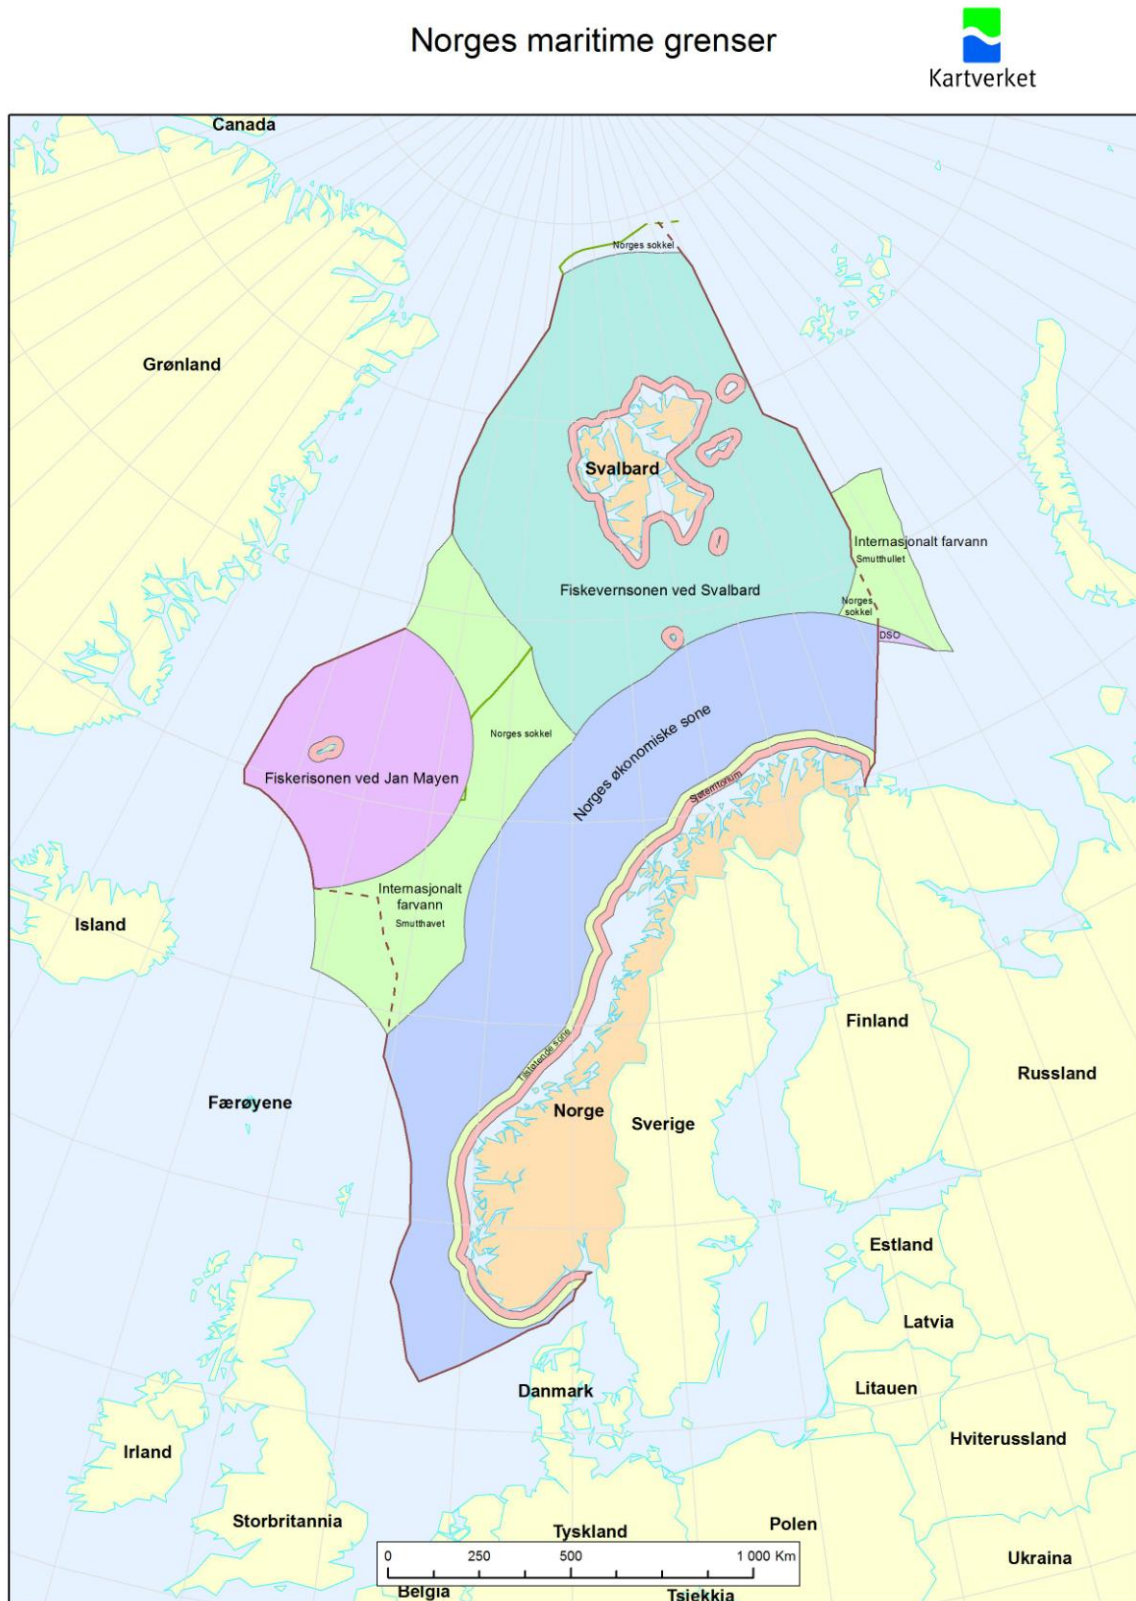 Norges maritime grenser
Kartverket
Canada
Norges sokkel
Grønland
Svalbard
Internasjonalt farvann
Smutthullet
Fiskevernsonen ved Svalbard
Norges
sokkel
DSO
Norges økonomiske sone
Norges sokkel
Fiskerisonen ved Jan Mayen
Sjøterritorium
Internasjonalt
farvann
Smutthavet
Island
Finland
Tilstøtende sone
Russland
Færøyene
Norge
Sverige
Estland
Latvia
Danmark
Litauen
Hviterussland
Irland
Storbritannia
Tyskland
Polen
0 250 500 1 000 Km
Ukraina
Belgia
Tsjekkia